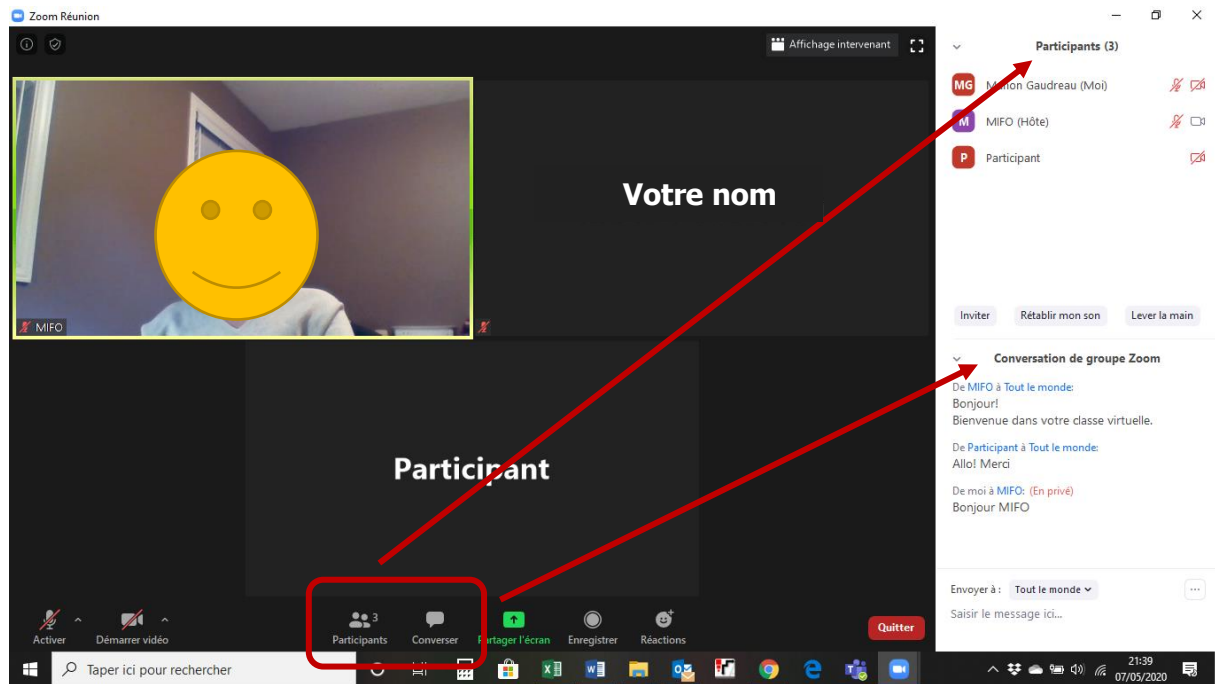 Zoom Réunion
Affichage intervenant
MIFO
Votre nom
Participant
Activer
Démarrer vidéo
3
Participants
Converser
Partager l'écran
Enregistrer
Réactions
Quitter
Participants (3)
MG Manon Gaudreau (Moi)
M MIFO (Hôte)
P Participant
Inviter Rétablir mon son Lever la main
Conversation de groupe Zoom
De MIFO à Tout le monde:
Bonjour!
Bienvenue dans votre classe virtuelle.
De Participant à Tout le monde:
Allo! Merci
De moi à MIFO: (En privé)
Bonjour MIFO
Envoyer à : Tout le monde
Saisir le message ici...
Taper ici pour rechercher
21:39
07/05/2020